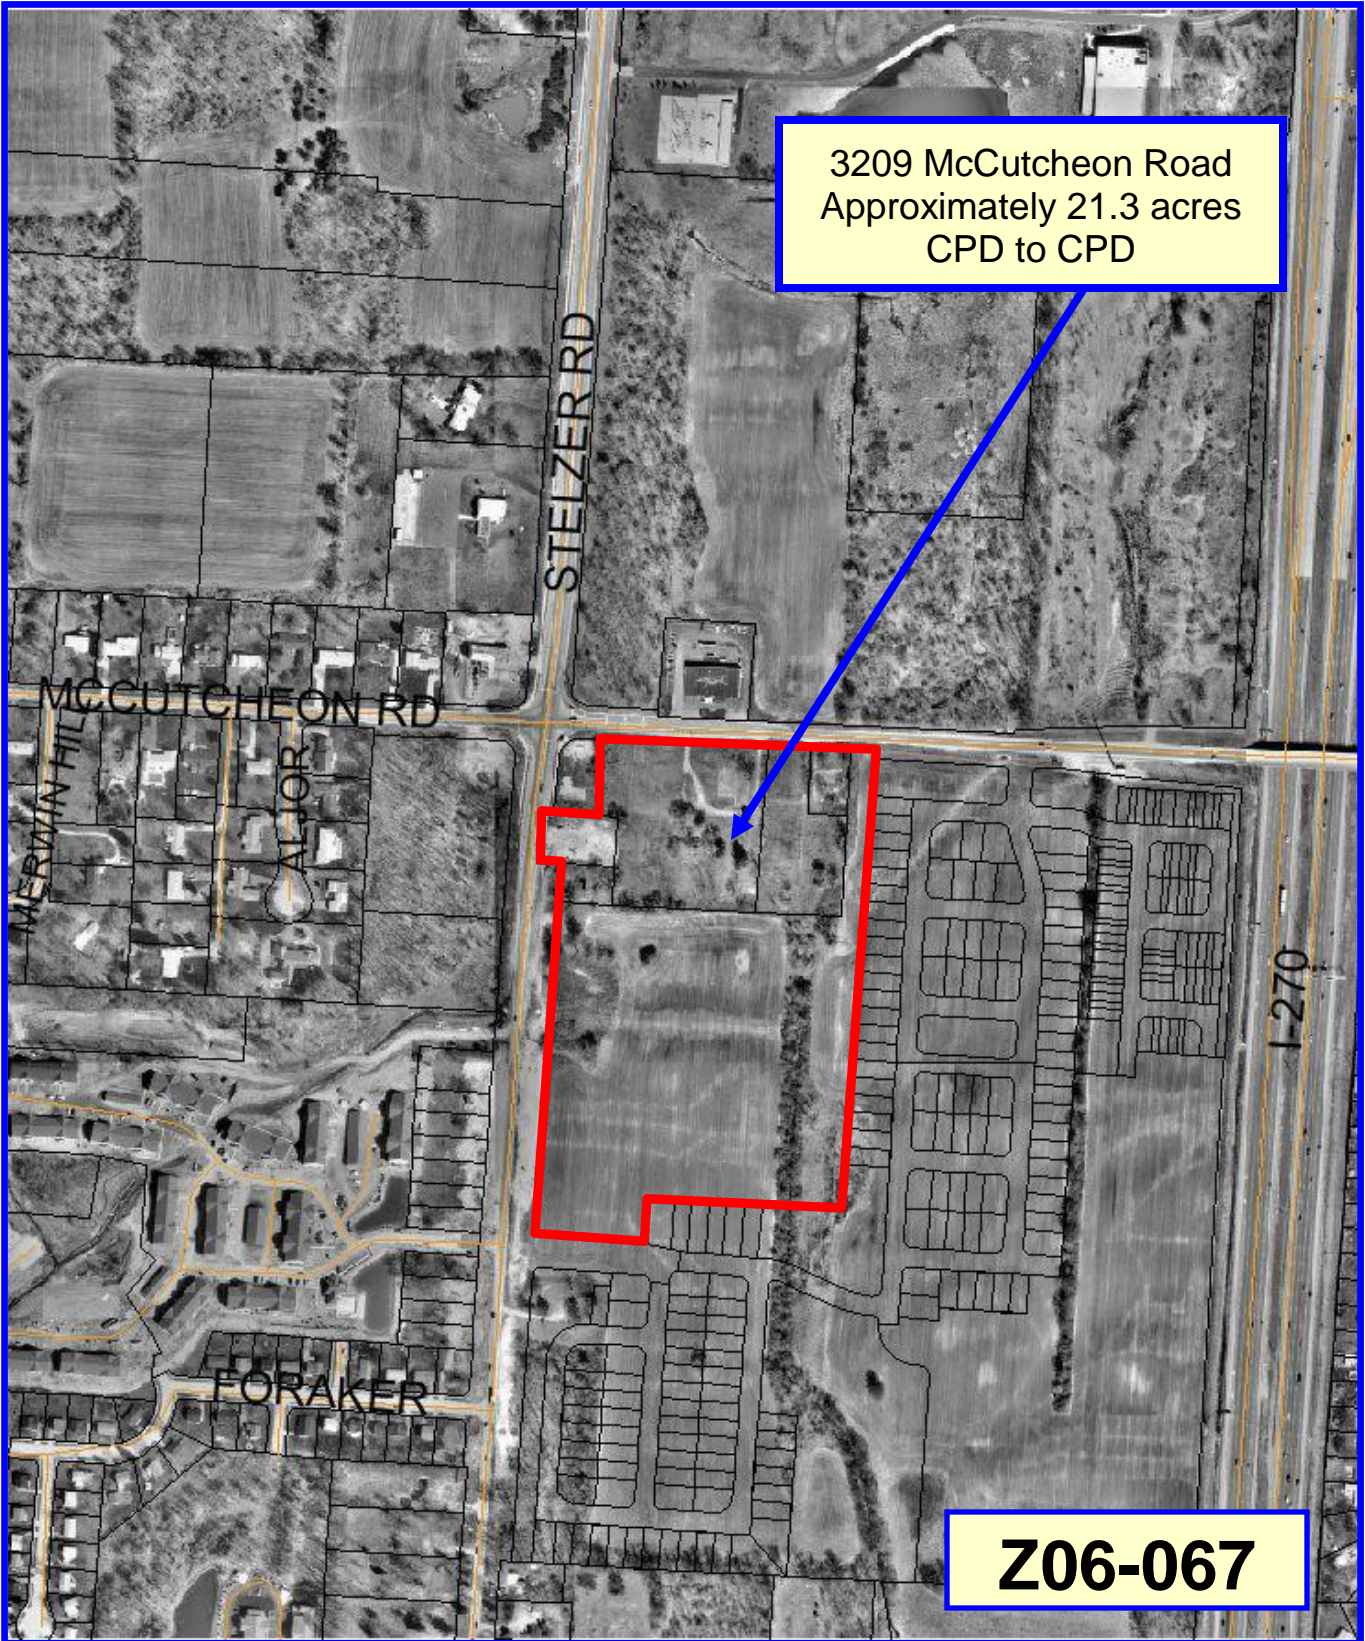 3209 McCutcheon Road
Approximately 21.3 acres
CPD to CPD
STELZER RD
MCCUTCHEON RD
MERWIN HILL
ALJOR
I-270
FORAKER
Z06-067